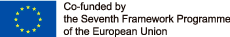 Co-funded by
the Seventh Framework Programme
of the European Union